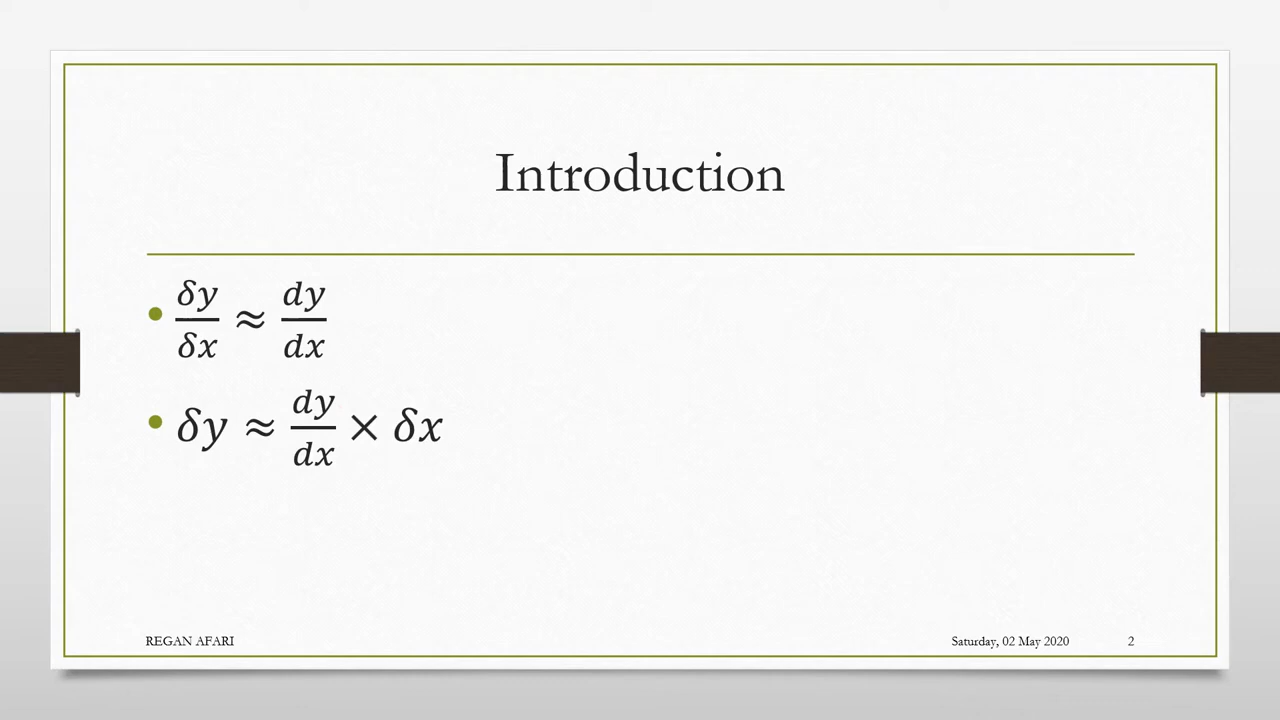 Introduction
• δy/δx ≈ dy/dx
• δy ≈ dy/dx × δx
REGAN AFARI Saturday, 02 May 2020 2